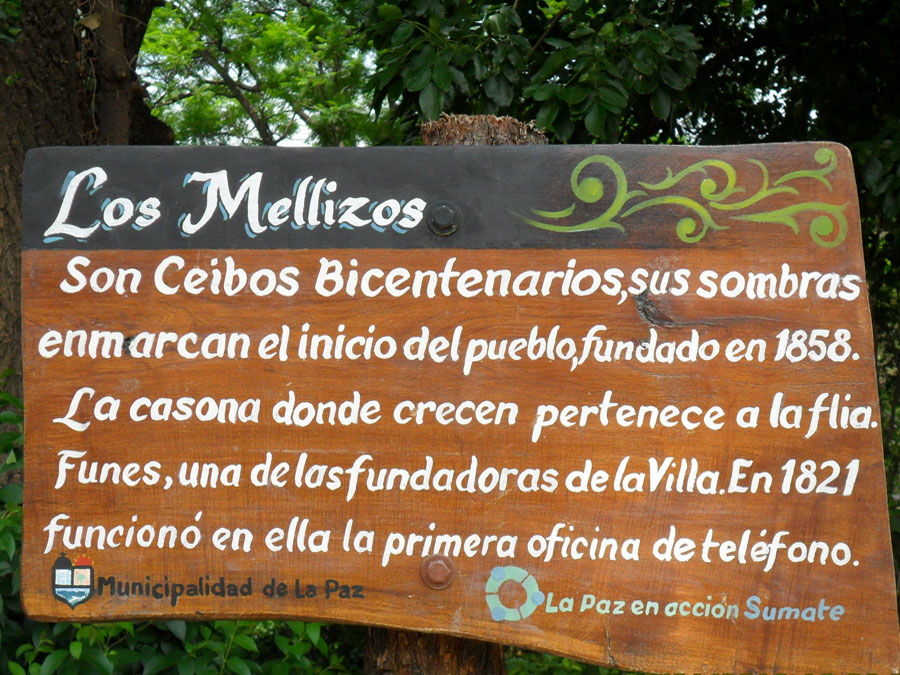 Los Mellizos
Son Ceibos Bicentenarios, sus sombras
enmarcan el inicio del pueblo, fundado en 1858.
La casona donde crecen pertenece a la flia.
Funes, una de las fundadoras de la Villa. En 1821
funcionó en ella la primera oficina de teléfono.
Municipalidad de La Paz
La Paz en acción Sumate